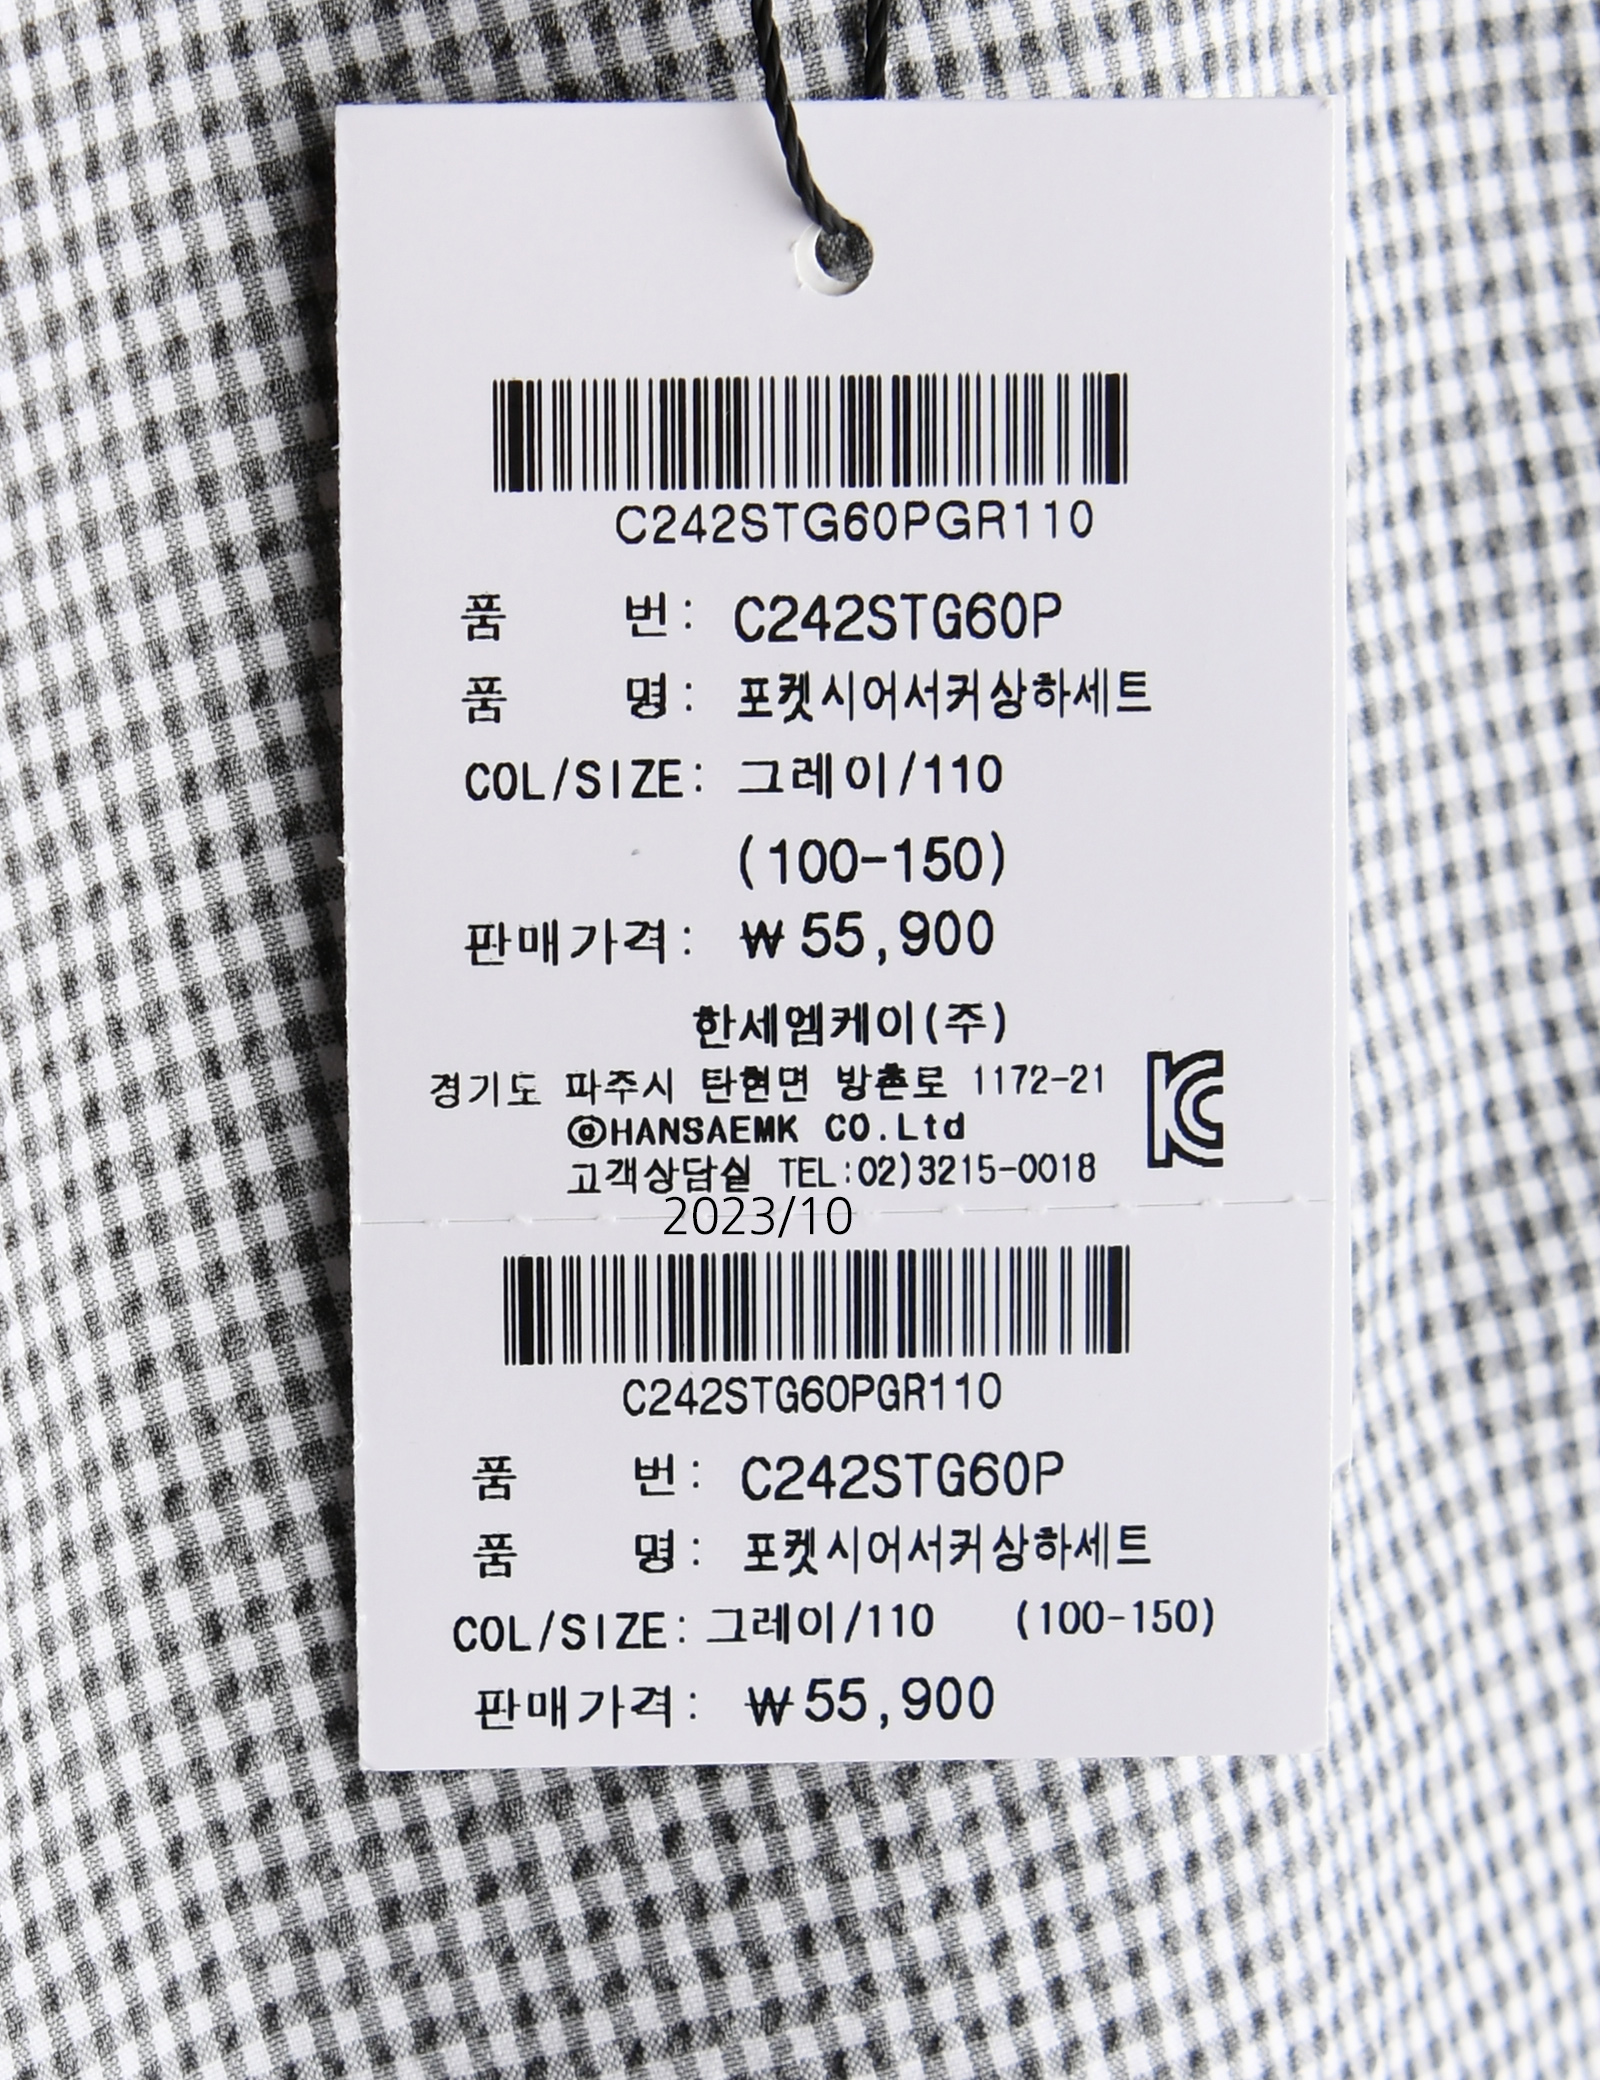 C242STG60PGR110
품 번: C242STG60P
품 명: 포켓시어서커상하세트
COL/SIZE: 그레이/110
(100-150)
판매가격: ₩55,900
한세엠케이(주)
경기도 파주시 탄현면 방촌로 1172-21
@HANSAEMK CO.Ltd
고객상담실 TEL:02)3215-0018
2023/10
C242STG60PGR110
품 번: C242STG60P
품 명: 포켓시어서커상하세트
COL/SIZE: 그레이/110 (100-150)
판매가격: ₩55,900